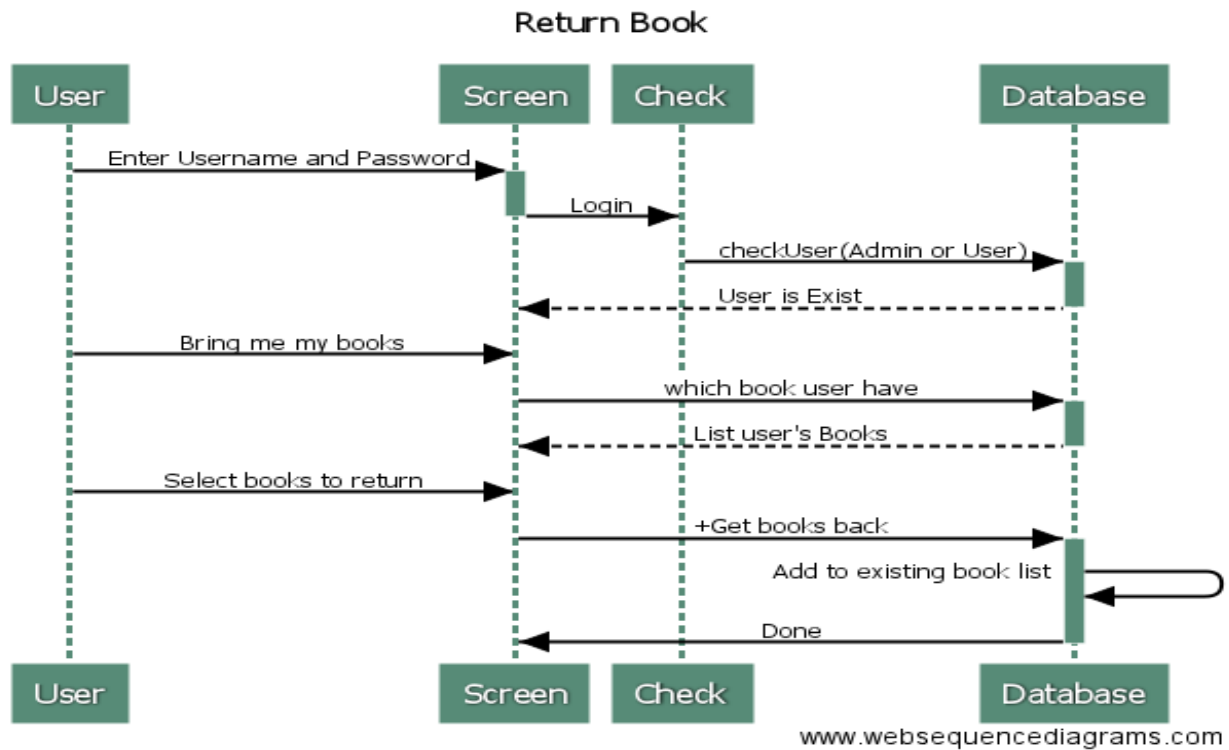 Return Book
User Screen Check Database
Enter Username and Password
Login
checkUser(Admin or User)
User is Exist
Bring me my books
which book user have
List user's Books
Select books to return
+Get books back
Add to existing book list
Done
User Screen Check Database
www.websequencediagrams.com